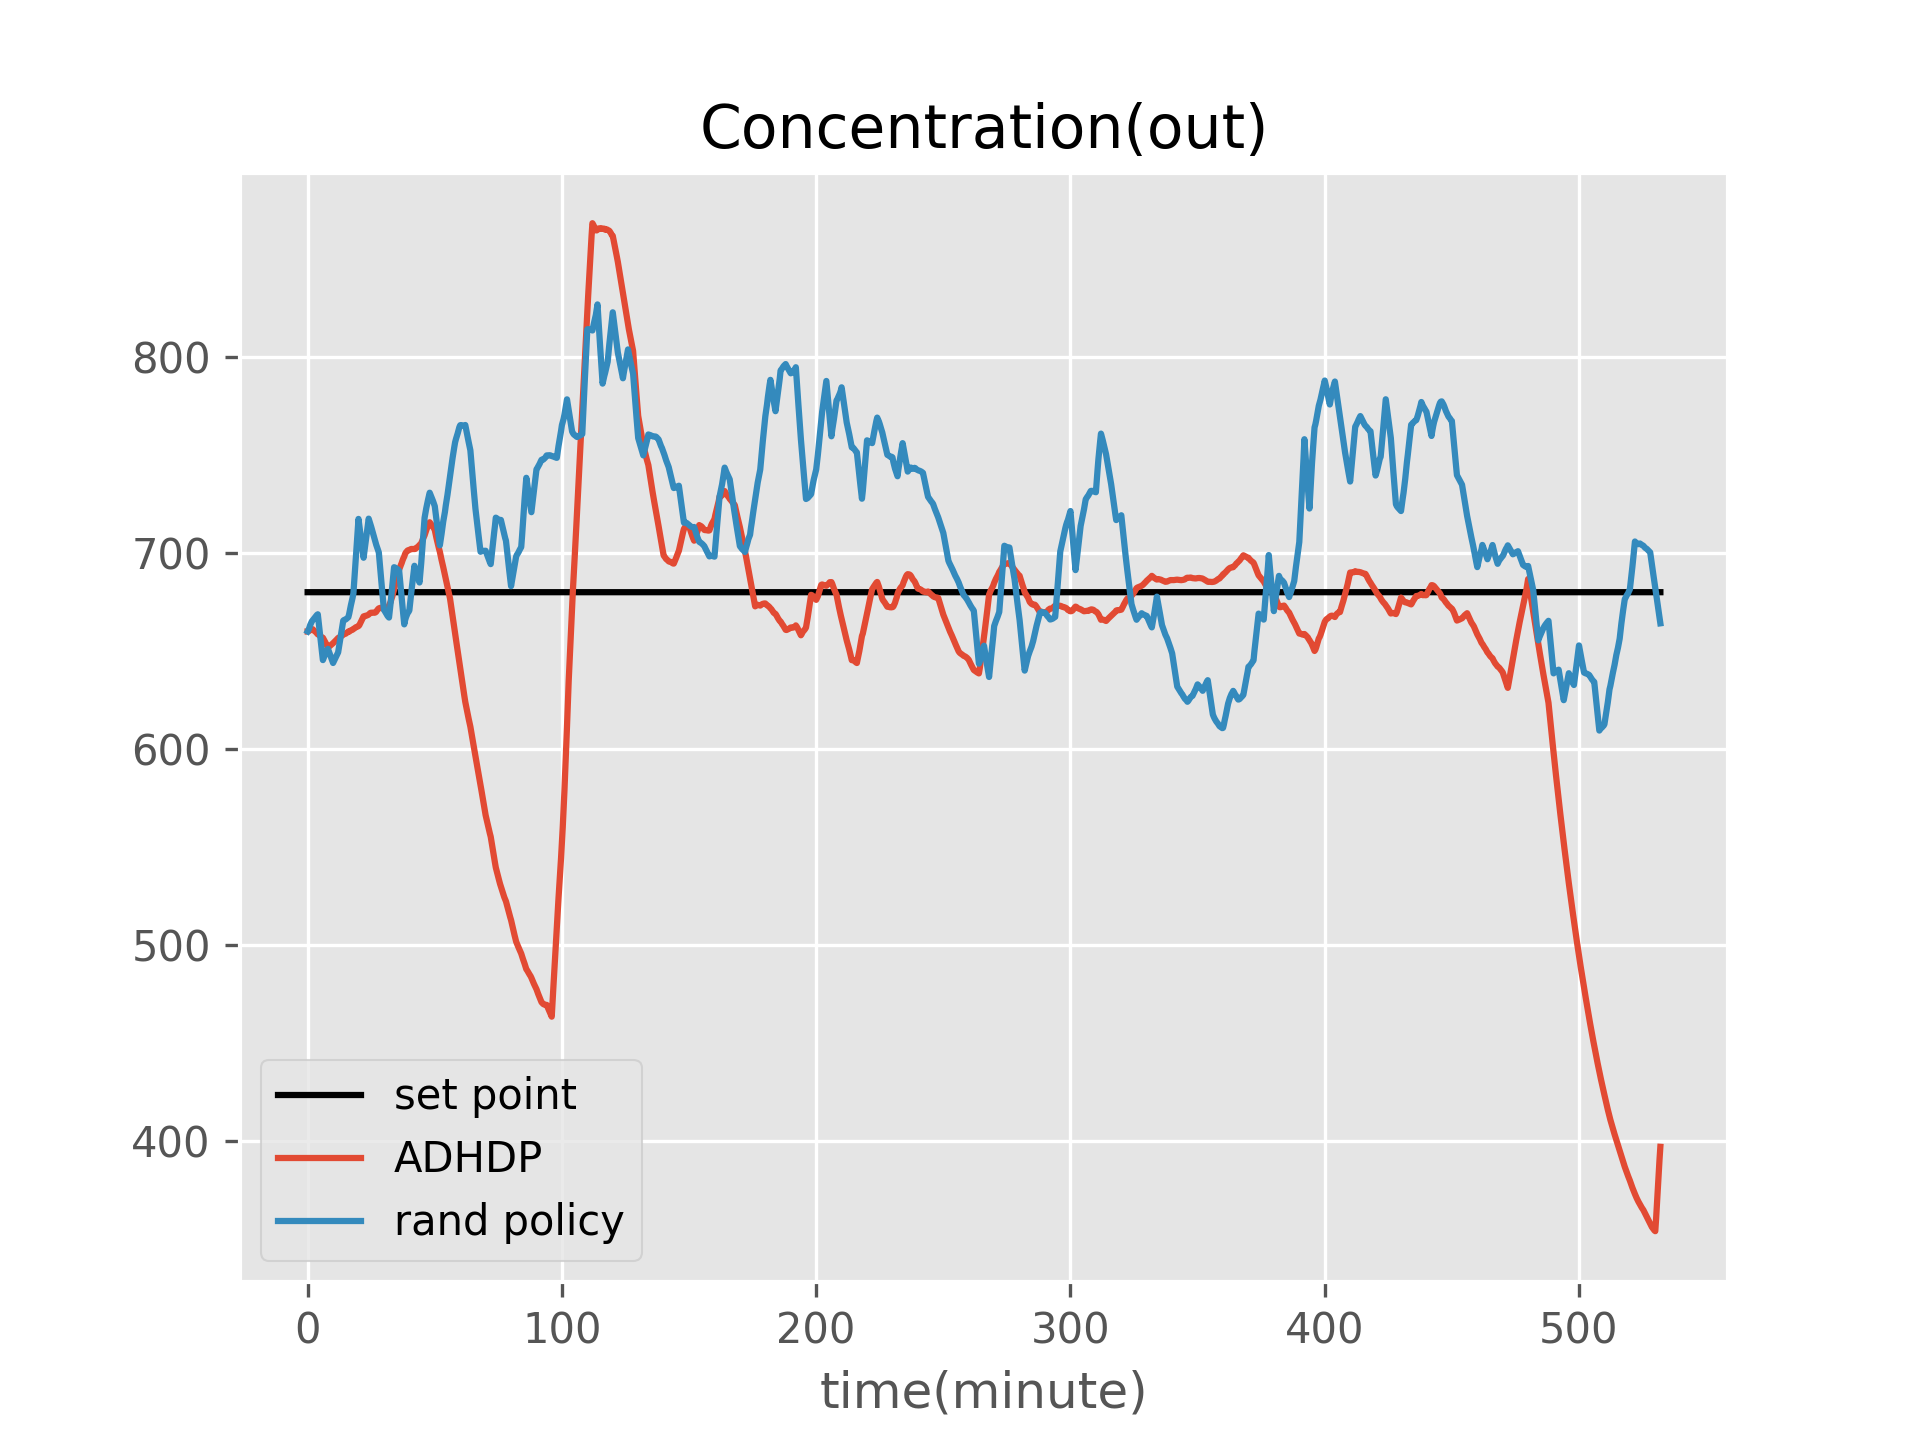 Concentration(out)
800
700
600
500
400
set point
ADHDP
rand policy
0 100 200 300 400 500
time(minute)